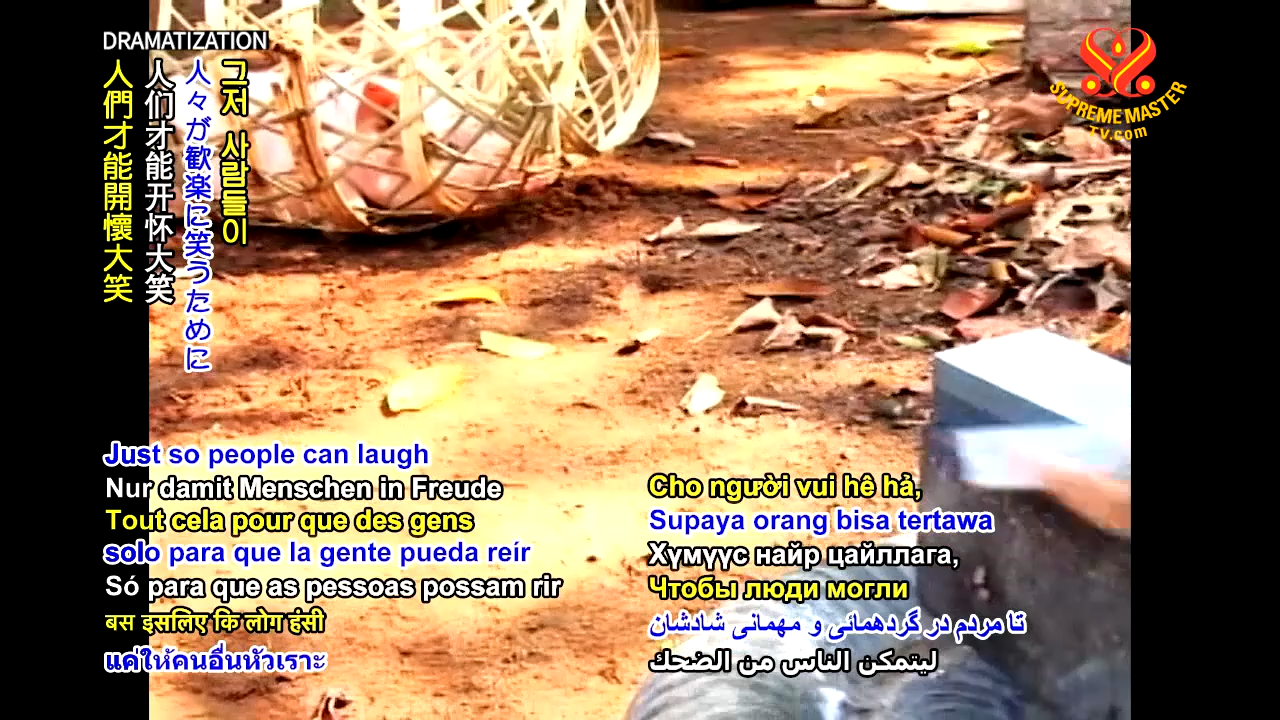 DRAMATIZATION
SUPREME MASTER
TV.com
그저 사람들이
人々が歓楽に笑うために
人们才能开怀大笑
人們才能開懷大笑
Just so people can laugh
Nur damit Menschen in Freude
Tout cela pour que des gens
solo para que la gente pueda reír
Só para que as pessoas possam rir
बस इसलिए कि लोग हंसी
แค่ให้คนอื่นหัวเราะ
Cho người vui hê hả,
Supaya orang bisa tertawa
Хүмүүс найр цайллага,
Чтобы люди могли
تا مردم در گردهمائی و مهمانی شادشان
ليتمكن الناس من الضحك